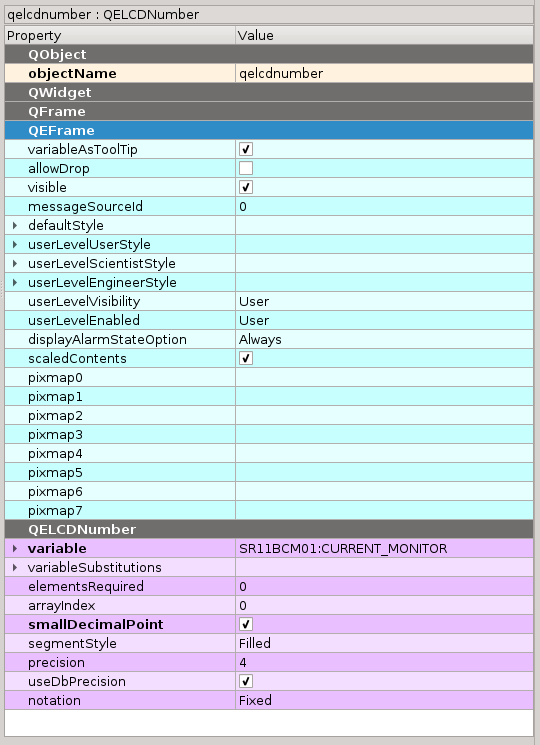 qelcdnumber : QELCDNumber
Property Value
QObject
objectName qelcdnumber
QWidget
QFrame
QEFrame
variableAsToolTip
allowDrop
visible
messageSourceId 0
defaultStyle
userLevelUserStyle
userLevelScientistStyle
userLevelEngineerStyle
userLevelVisibility User
userLevelEnabled User
displayAlarmStateOption Always
scaledContents
pixmap0
pixmap1
pixmap2
pixmap3
pixmap4
pixmap5
pixmap6
pixmap7
QELCDNumber
variable SR11BCM01:CURRENT_MONITOR
variableSubstitutions
elementsRequired 0
arrayIndex 0
smallDecimalPoint
segmentStyle Filled
precision 4
useDbPrecision
notation Fixed